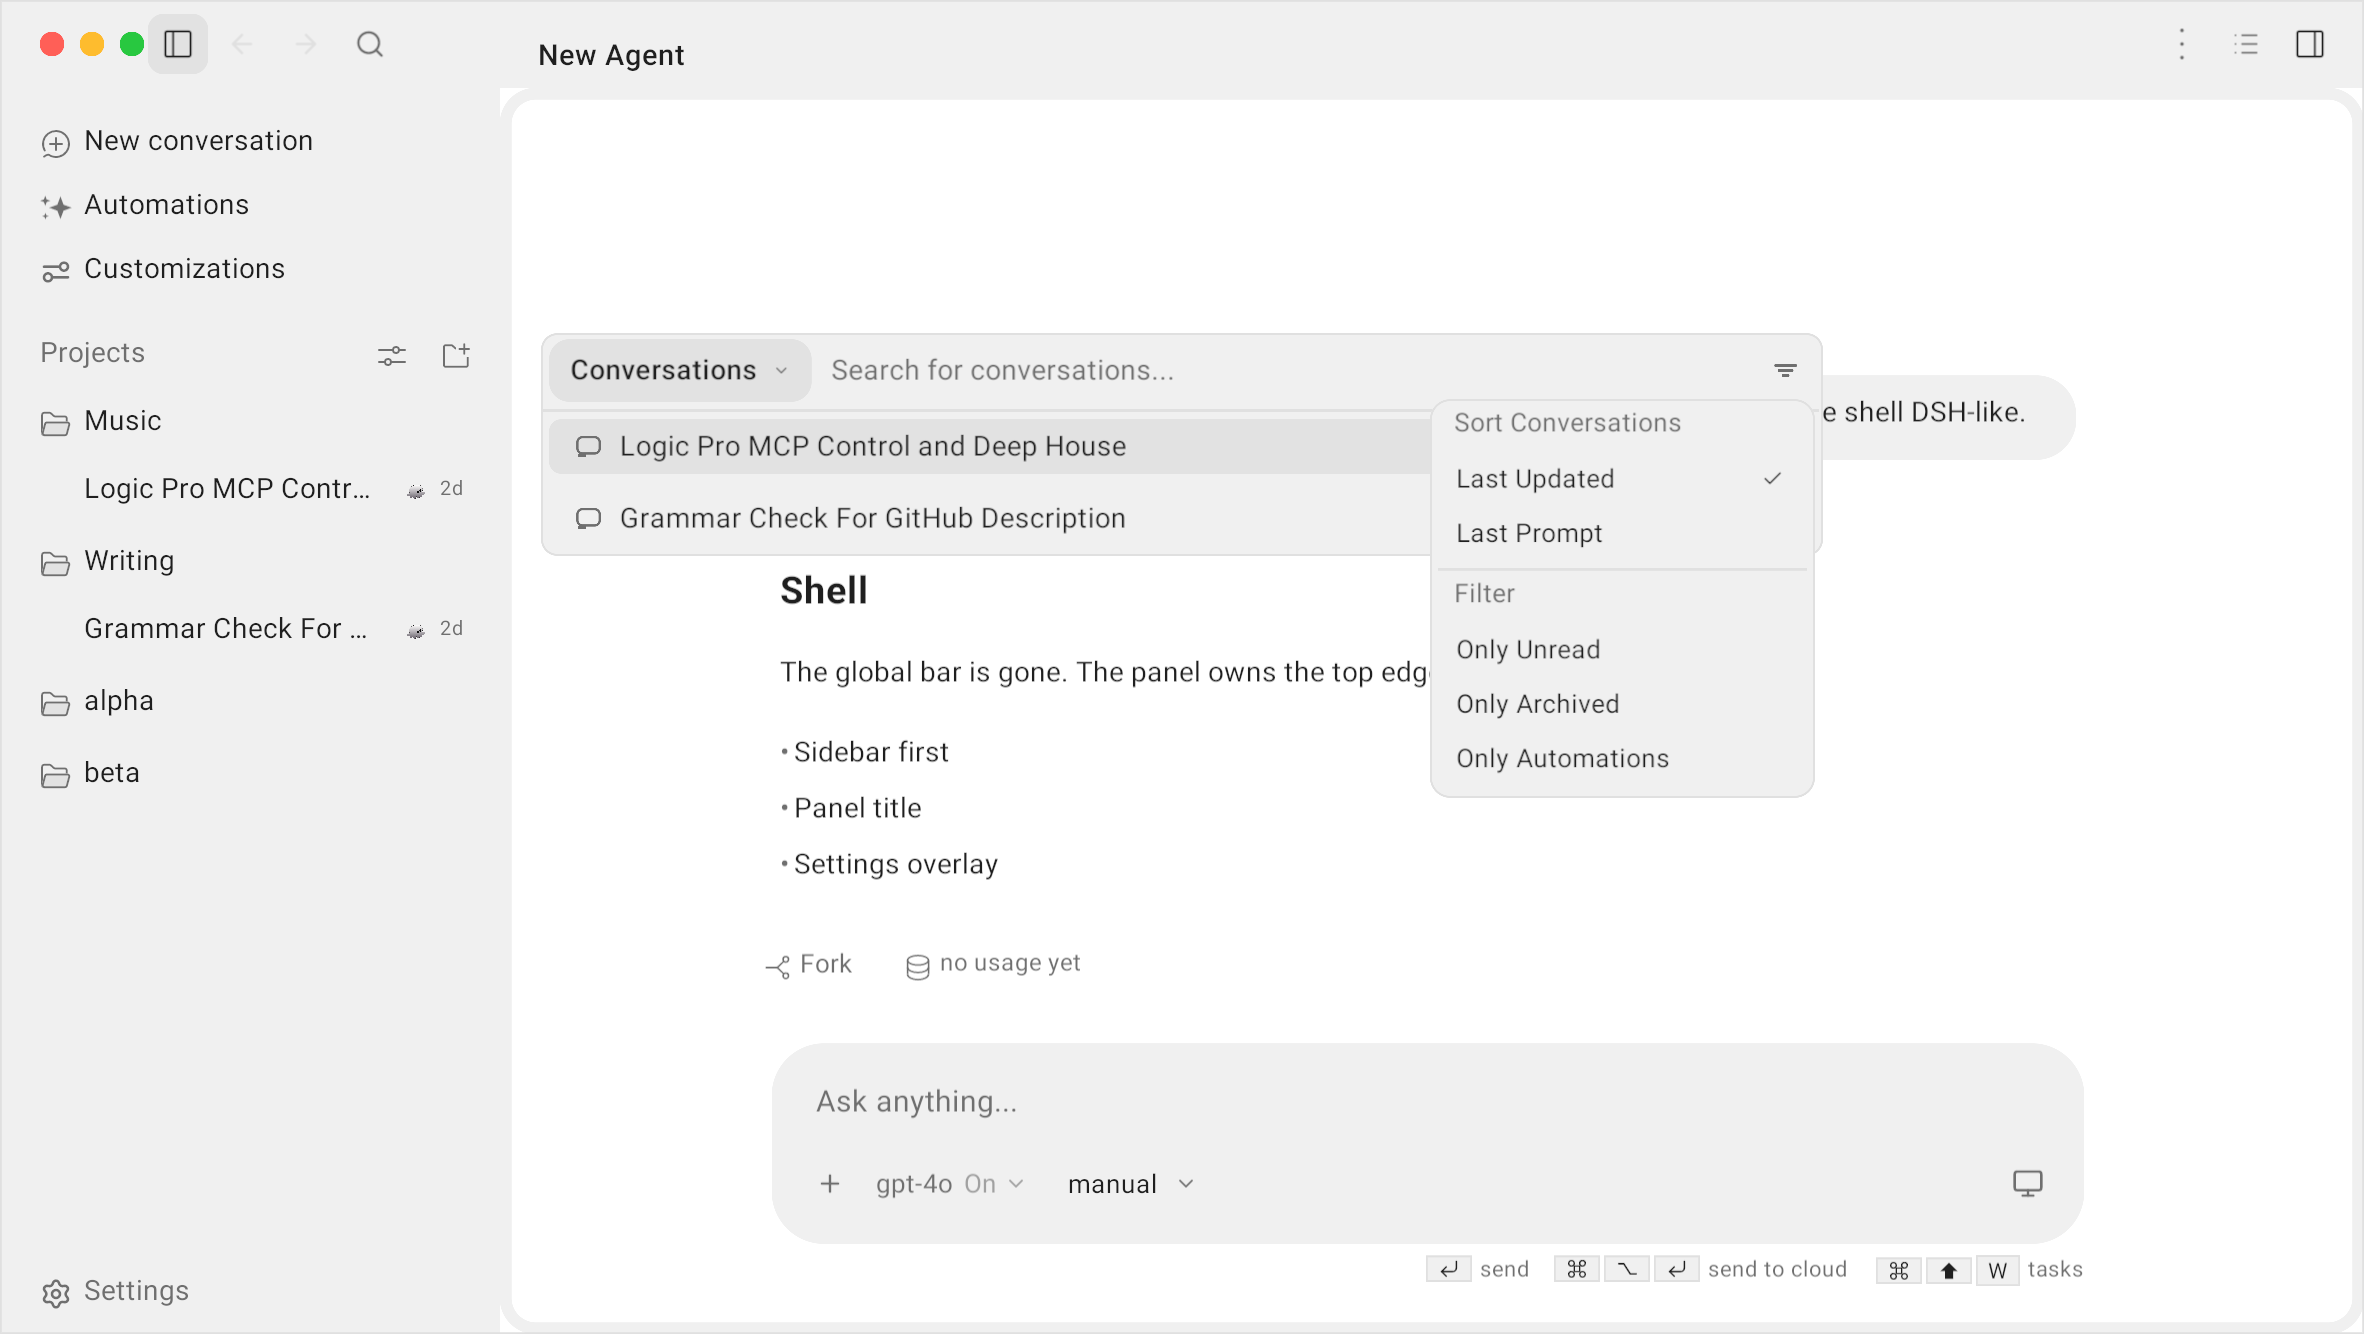 New Agent
New conversation
Automations
Customizations
Projects
Music
Logic Pro MCP Contr... 2d
Writing
Grammar Check For ... 2d
alpha
beta
Settings
Conversations Search for conversations...
Logic Pro MCP Control and Deep House
Grammar Check For GitHub Description
Sort Conversations
Last Updated
Last Prompt
Filter
Only Unread
Only Archived
Only Automations
e shell DSH-like.
Shell
The global bar is gone. The panel owns the top edg
• Sidebar first
• Panel title
• Settings overlay
Fork no usage yet
Ask anything...
+ gpt-4o On manual
↵ send ⌘ ⌥ ↵ send to cloud ⌘ ⬆ W tasks